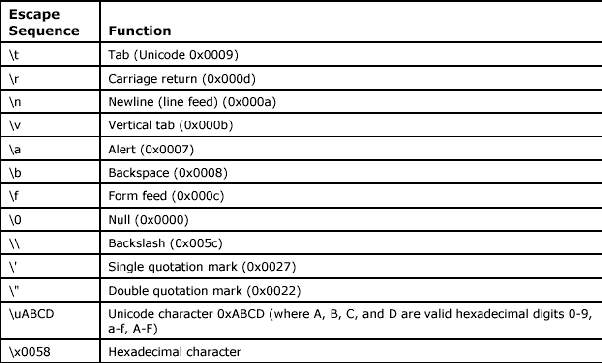 Escape
Sequence Function
\t Tab (Unicode 0x0009)
\r Carriage return (0x000d)
\n Newline (line feed) (0x000a)
\v Vertical tab (0x000b)
\a Alert (0x0007)
\b Backspace (0x0008)
\f Form feed (0x000c)
\0 Null (0x0000)
\\ Backslash (0x005c)
\' Single quotation mark (0x0027)
\" Double quotation mark (0x0022)
\uABCD Unicode character 0xABCD (where A, B, C, and D are valid hexadecimal digits 0-9,
a-f, A-F)
\x0058 Hexadecimal character